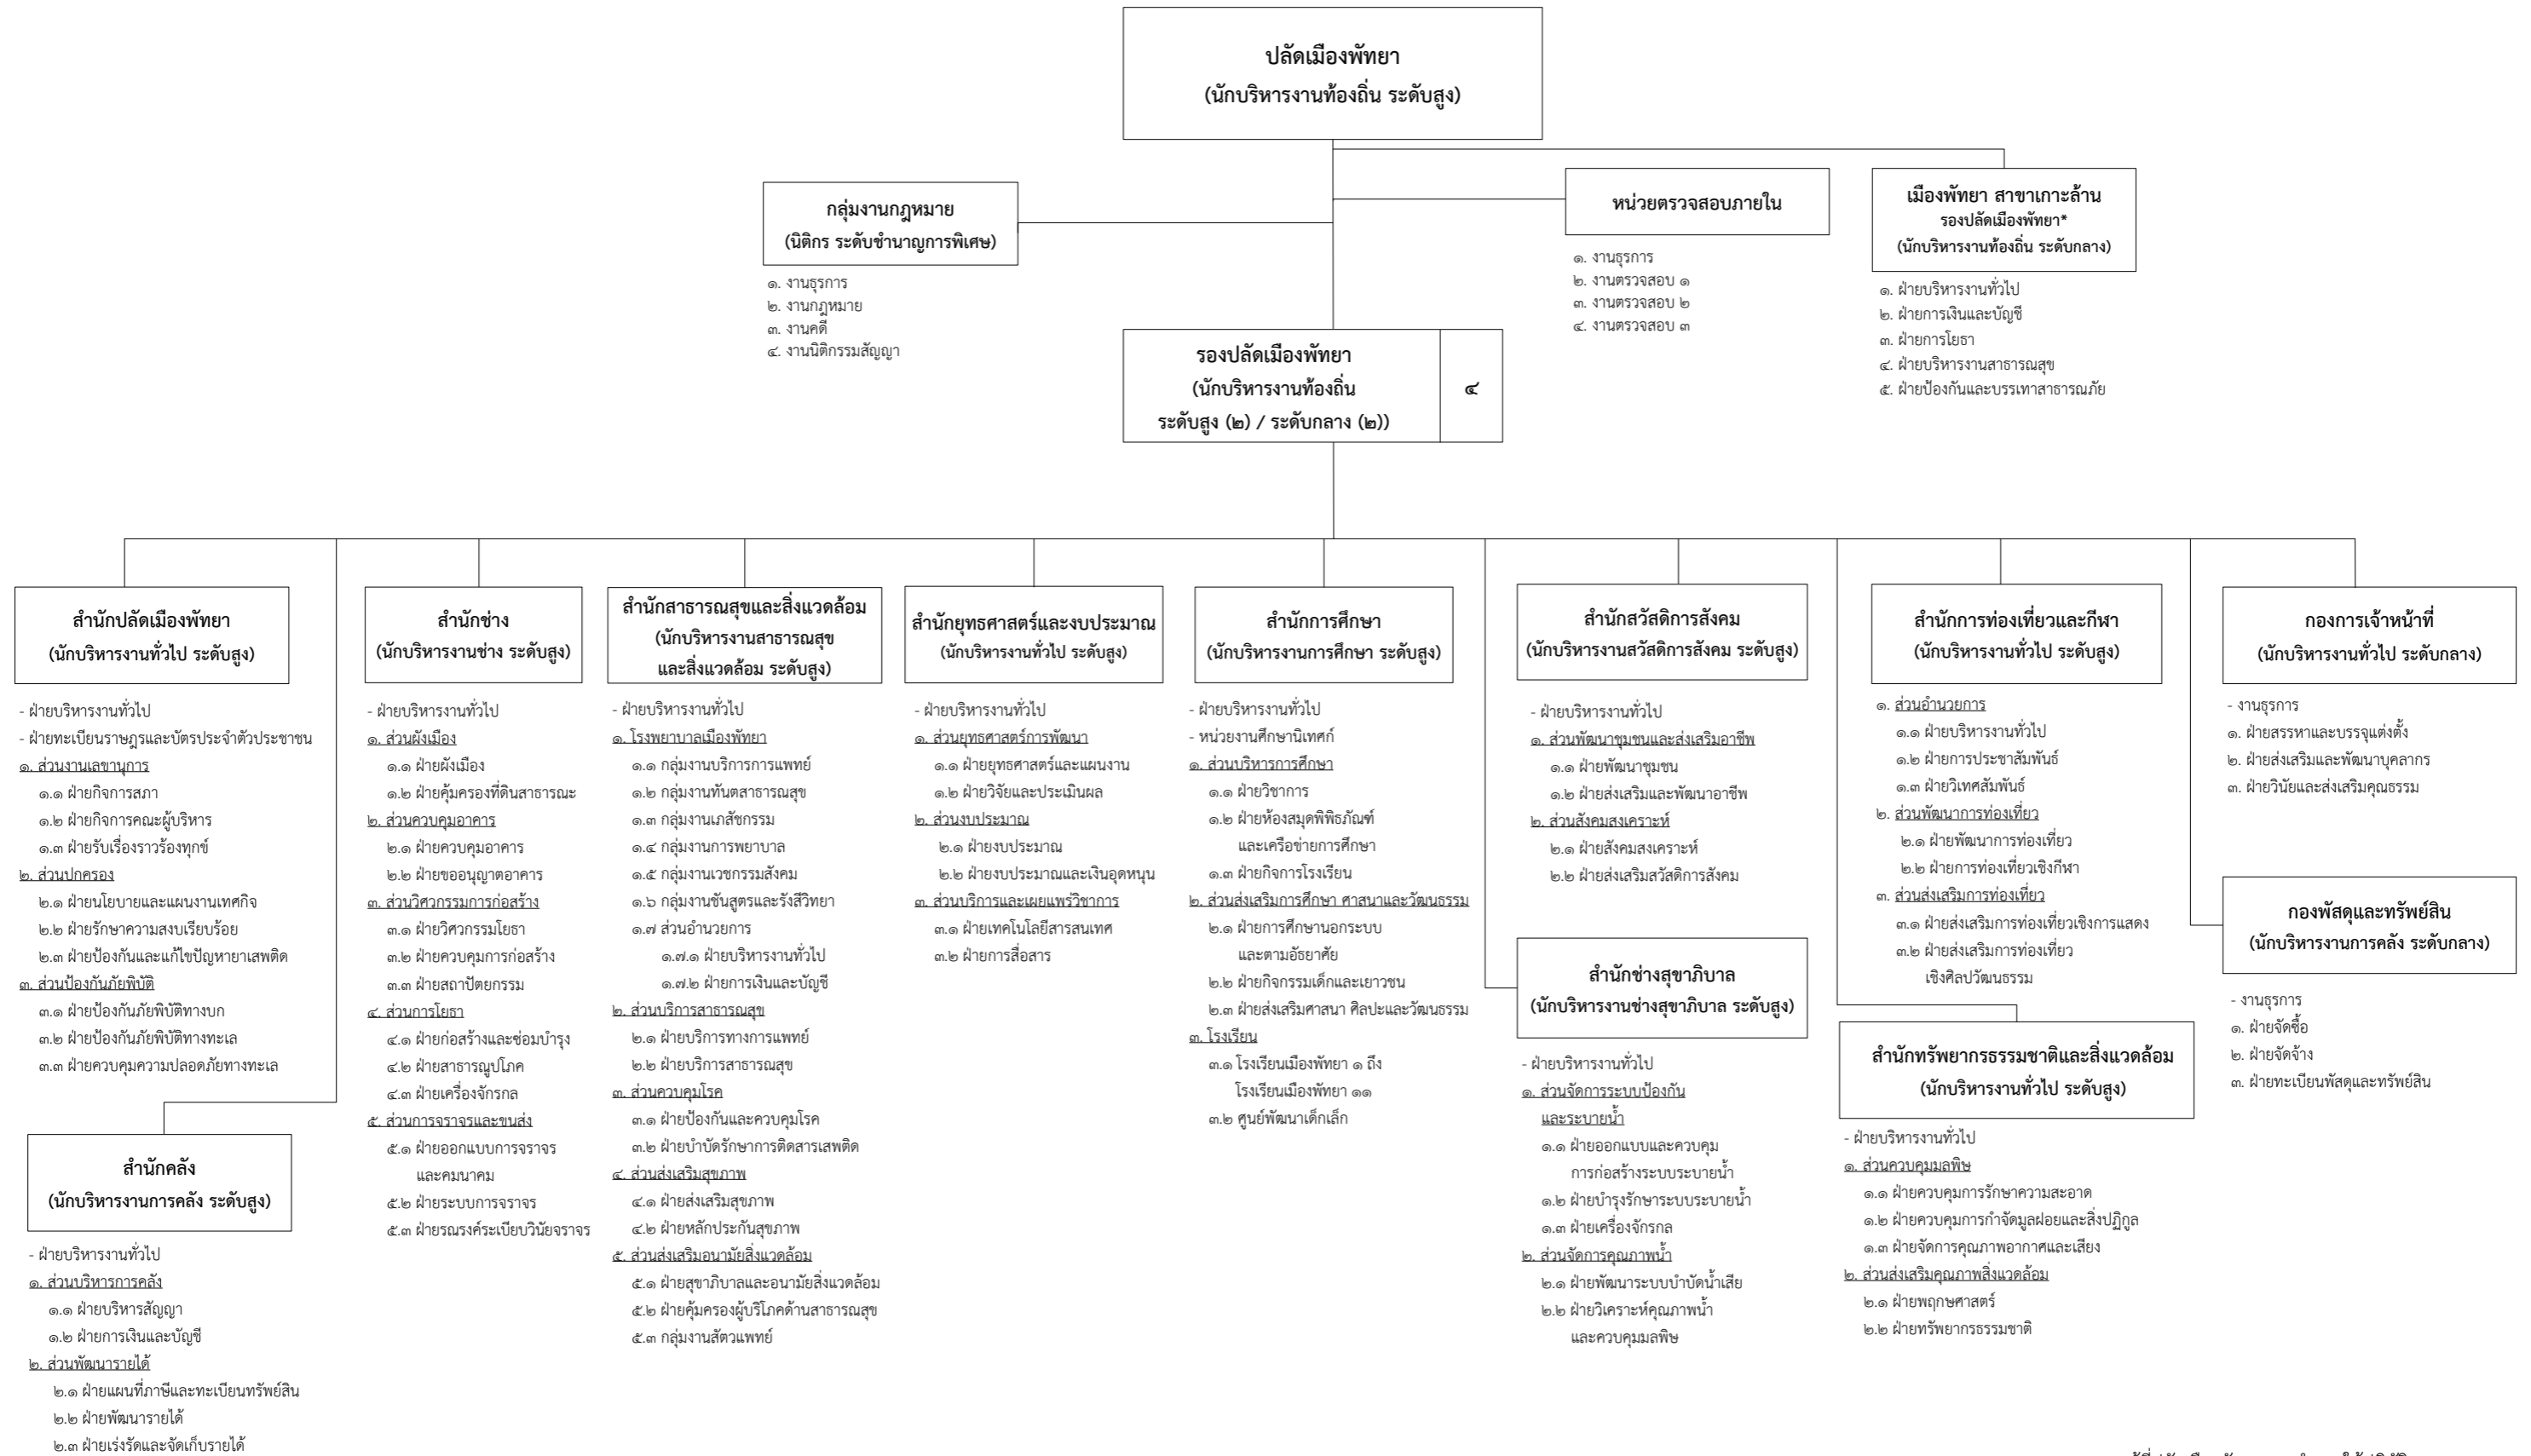 ปลัดเมืองพัทยา
(นักบริหารงานท้องถิ่น ระดับสูง)
กลุ่มงานกฎหมาย
(นิติกร ระดับชำนาญการพิเศษ)
๑. งานธุรการ
๒. งานกฎหมาย
๓. งานคดี
๔. งานนิติกรรมสัญญา
หน่วยตรวจสอบภายใน
๑. งานธุรการ
๒. งานตรวจสอบ ๑
๓. งานตรวจสอบ ๒
๔. งานตรวจสอบ ๓
เมืองพัทยา สาขาเกาะล้าน
รองปลัดเมืองพัทยา*
(นักบริหารงานท้องถิ่น ระดับกลาง)
๑. ฝ่ายบริหารงานทั่วไป
๒. ฝ่ายการเงินและบัญชี
๓. ฝ่ายการโยธา
๔. ฝ่ายบริหารงานสาธารณสุข
๕. ฝ่ายป้องกันและบรรเทาสาธารณภัย
รองปลัดเมืองพัทยา
(นักบริหารงานท้องถิ่น
ระดับสูง (๒) / ระดับกลาง (๒))
๔
สำนักปลัดเมืองพัทยา
(นักบริหารงานทั่วไป ระดับสูง)
- ฝ่ายบริหารงานทั่วไป
- ฝ่ายทะเบียนราษฎรและบัตรประจำตัวประชาชน
๑. ส่วนงานเลขานุการ
๑.๑ ฝ่ายกิจการสภา
๑.๒ ฝ่ายกิจการคณะผู้บริหาร
๑.๓ ฝ่ายรับเรื่องราวร้องทุกข์
๒. ส่วนปกครอง
๒.๑ ฝ่ายนโยบายและแผนงานเทศกิจ
๒.๒ ฝ่ายรักษาความสงบเรียบร้อย
๒.๓ ฝ่ายป้องกันและแก้ไขปัญหายาเสพติด
๓. ส่วนป้องกันภัยพิบัติ
๓.๑ ฝ่ายป้องกันภัยพิบัติทางบก
๓.๒ ฝ่ายป้องกันภัยพิบัติทางทะเล
๓.๓ ฝ่ายควบคุมความปลอดภัยทางทะเล
สำนักคลัง
(นักบริหารงานการคลัง ระดับสูง)
- ฝ่ายบริหารงานทั่วไป
๑. ส่วนบริหารการคลัง
๑.๑ ฝ่ายบริหารสัญญา
๑.๒ ฝ่ายการเงินและบัญชี
๒. ส่วนพัฒนารายได้
๒.๑ ฝ่ายแผนที่ภาษีและทะเบียนทรัพย์สิน
๒.๒ ฝ่ายพัฒนารายได้
๒.๓ ฝ่ายเร่งรัดและจัดเก็บรายได้
สำนักช่าง
(นักบริหารงานช่าง ระดับสูง)
- ฝ่ายบริหารงานทั่วไป
๑. ส่วนผังเมือง
๑.๑ ฝ่ายผังเมือง
๑.๒ ฝ่ายคุ้มครองที่ดินสาธารณะ
๒. ส่วนควบคุมอาคาร
๒.๑ ฝ่ายควบคุมอาคาร
๒.๒ ฝ่ายขออนุญาตอาคาร
๓. ส่วนวิศวกรรมการก่อสร้าง
๓.๑ ฝ่ายวิศวกรรมโยธา
๓.๒ ฝ่ายควบคุมการก่อสร้าง
๓.๓ ฝ่ายสถาปัตยกรรม
๔. ส่วนการโยธา
๔.๑ ฝ่ายก่อสร้างและซ่อมบำรุง
๔.๒ ฝ่ายสาธารณูปโภค
๔.๓ ฝ่ายเครื่องจักรกล
๕. ส่วนการจราจรและขนส่ง
๕.๑ ฝ่ายออกแบบการจราจร
และคมนาคม
๕.๒ ฝ่ายระบบการจราจร
๕.๓ ฝ่ายรณรงค์ระเบียบวินัยจราจร
สำนักสาธารณสุขและสิ่งแวดล้อม
(นักบริหารงานสาธารณสุข
และสิ่งแวดล้อม ระดับสูง)
- ฝ่ายบริหารงานทั่วไป
๑. โรงพยาบาลเมืองพัทยา
๑.๑ กลุ่มงานบริการการแพทย์
๑.๒ กลุ่มงานทันตสาธารณสุข
๑.๓ กลุ่มงานเภสัชกรรม
๑.๔ กลุ่มงานการพยาบาล
๑.๕ กลุ่มงานเวชกรรมสังคม
๑.๖ กลุ่มงานชันสูตรและรังสีวิทยา
๑.๗ ส่วนอำนวยการ
๑.๗.๑ ฝ่ายบริหารงานทั่วไป
๑.๗.๒ ฝ่ายการเงินและบัญชี
๒. ส่วนบริการสาธารณสุข
๒.๑ ฝ่ายบริการทางการแพทย์
๒.๒ ฝ่ายบริการสาธารณสุข
๓. ส่วนควบคุมโรค
๓.๑ ฝ่ายป้องกันและควบคุมโรค
๓.๒ ฝ่ายบำบัดรักษาการติดสารเสพติด
๔. ส่วนส่งเสริมสุขภาพ
๔.๑ ฝ่ายส่งเสริมสุขภาพ
๔.๒ ฝ่ายหลักประกันสุขภาพ
๕. ส่วนส่งเสริมอนามัยสิ่งแวดล้อม
๕.๑ ฝ่ายสุขาภิบาลและอนามัยสิ่งแวดล้อม
๕.๒ ฝ่ายคุ้มครองผู้บริโภคด้านสาธารณสุข
๕.๓ กลุ่มงานสัตวแพทย์
สำนักยุทธศาสตร์และงบประมาณ
(นักบริหารงานทั่วไป ระดับสูง)
- ฝ่ายบริหารงานทั่วไป
๑. ส่วนยุทธศาสตร์การพัฒนา
๑.๑ ฝ่ายยุทธศาสตร์และแผนงาน
๑.๒ ฝ่ายวิจัยและประเมินผล
๒. ส่วนงบประมาณ
๒.๑ ฝ่ายงบประมาณ
๒.๒ ฝ่ายงบประมาณและเงินอุดหนุน
๓. ส่วนบริการและเผยแพร่วิชาการ
๓.๑ ฝ่ายเทคโนโลยีสารสนเทศ
๓.๒ ฝ่ายการสื่อสาร
สำนักการศึกษา
(นักบริหารงานการศึกษา ระดับสูง)
- ฝ่ายบริหารงานทั่วไป
- หน่วยงานศึกษานิเทศก์
๑. ส่วนบริหารการศึกษา
๑.๑ ฝ่ายวิชาการ
๑.๒ ฝ่ายห้องสมุดพิพิธภัณฑ์
และเครือข่ายการศึกษา
๑.๓ ฝ่ายกิจการโรงเรียน
๒. ส่วนส่งเสริมการศึกษา ศาสนาและวัฒนธรรม
๒.๑ ฝ่ายการศึกษานอกระบบ
และตามอัธยาศัย
๒.๒ ฝ่ายกิจกรรมเด็กและเยาวชน
๒.๓ ฝ่ายส่งเสริมศาสนา ศิลปะและวัฒนธรรม
๓. โรงเรียน
๓.๑ โรงเรียนเมืองพัทยา ๑ ถึง
โรงเรียนเมืองพัทยา ๑๑
๓.๒ ศูนย์พัฒนาเด็กเล็ก
สำนักสวัสดิการสังคม
(นักบริหารงานสวัสดิการสังคม ระดับสูง)
- ฝ่ายบริหารงานทั่วไป
๑. ส่วนพัฒนาชุมชนและส่งเสริมอาชีพ
๑.๑ ฝ่ายพัฒนาชุมชน
๑.๒ ฝ่ายส่งเสริมและพัฒนาอาชีพ
๒. ส่วนสังคมสงเคราะห์
๒.๑ ฝ่ายสังคมสงเคราะห์
๒.๒ ฝ่ายส่งเสริมสวัสดิการสังคม
สำนักช่างสุขาภิบาล
(นักบริหารงานช่างสุขาภิบาล ระดับสูง)
- ฝ่ายบริหารงานทั่วไป
๑. ส่วนจัดการระบบป้องกัน
และระบายน้ำ
๑.๑ ฝ่ายออกแบบและควบคุม
การก่อสร้างระบบระบายน้ำ
๑.๒ ฝ่ายบำรุงรักษาระบบระบายน้ำ
๑.๓ ฝ่ายเครื่องจักรกล
๒. ส่วนจัดการคุณภาพน้ำ
๒.๑ ฝ่ายพัฒนาระบบบำบัดน้ำเสีย
๒.๒ ฝ่ายวิเคราะห์คุณภาพน้ำ
และควบคุมมลพิษ
สำนักการท่องเที่ยวและกีฬา
(นักบริหารงานทั่วไป ระดับสูง)
๑. ส่วนอำนวยการ
๑.๑ ฝ่ายบริหารงานทั่วไป
๑.๒ ฝ่ายการประชาสัมพันธ์
๑.๓ ฝ่ายวิเทศสัมพันธ์
๒. ส่วนพัฒนาการท่องเที่ยว
๒.๑ ฝ่ายพัฒนาการท่องเที่ยว
๒.๒ ฝ่ายการท่องเที่ยวเชิงกีฬา
๓. ส่วนส่งเสริมการท่องเที่ยว
๓.๑ ฝ่ายส่งเสริมการท่องเที่ยวเชิงการแสดง
๓.๒ ฝ่ายส่งเสริมการท่องเที่ยว
เชิงศิลปวัฒนธรรม
สำนักทรัพยากรธรรมชาติและสิ่งแวดล้อม
(นักบริหารงานทั่วไป ระดับสูง)
- ฝ่ายบริหารงานทั่วไป
๑. ส่วนควบคุมมลพิษ
๑.๑ ฝ่ายควบคุมการรักษาความสะอาด
๑.๒ ฝ่ายควบคุมการกำจัดมูลฝอยและสิ่งปฏิกูล
๑.๓ ฝ่ายจัดการคุณภาพอากาศและเสียง
๒. ส่วนส่งเสริมคุณภาพสิ่งแวดล้อม
๒.๑ ฝ่ายพฤกษศาสตร์
๒.๒ ฝ่ายทรัพยากรธรรมชาติ
กองการเจ้าหน้าที่
(นักบริหารงานทั่วไป ระดับกลาง)
- งานธุรการ
๑. ฝ่ายสรรหาและบรรจุแต่งตั้ง
๒. ฝ่ายส่งเสริมและพัฒนาบุคลากร
๓. ฝ่ายวินัยและส่งเสริมคุณธรรม
กองพัสดุและทรัพย์สิน
(นักบริหารงานการคลัง ระดับกลาง)
- งานธุรการ
๑. ฝ่ายจัดซื้อ
๒. ฝ่ายจัดจ้าง
๓. ฝ่ายทะเบียนพัสดุและทรัพย์สิน